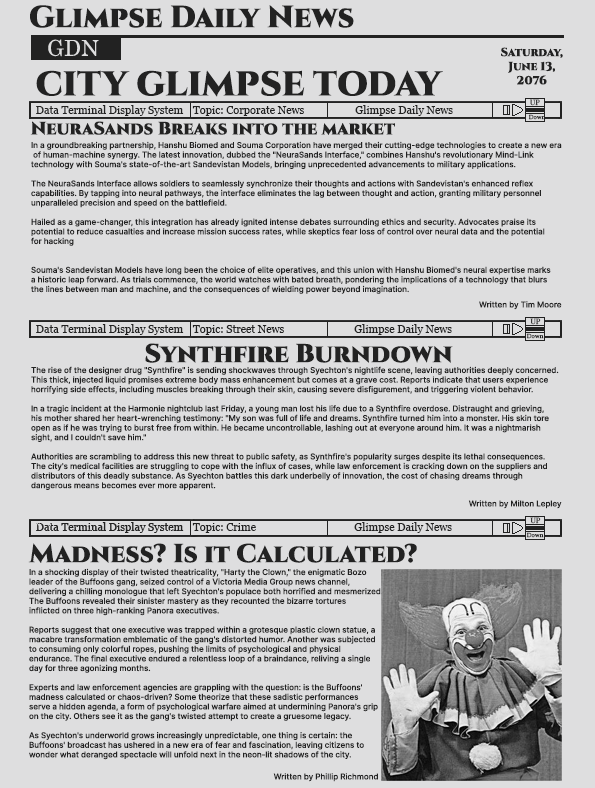 Glimpse Daily News
GDN
Saturday,
June 13,
2076
City Glimpse Today
Data Terminal Display System Topic: Corporate News Glimpse Daily News UP Down
NeuraSands Breaks into the market
In a groundbreaking partnership, Hanshu Biomed and Souma Corporation have merged their cutting-edge technologies to create a new era
of human-machine synergy. The latest innovation, dubbed the "NeuraSands Interface," combines Hanshu's revolutionary Mind-Link
technology with Souma's state-of-the-art Sandevistan Models, bringing unprecedented advancements to military applications.
The NeuraSands Interface allows soldiers to seamlessly synchronize their thoughts and actions with Sandevistan's enhanced reflex
capabilities. By tapping into neural pathways, the interface eliminates the lag between thought and action, granting military personnel
unparalleled precision and speed on the battlefield.
Hailed as a game-changer, this integration has already ignited intense debates surrounding ethics and security. Advocates praise its
potential to reduce casualties and increase mission success rates, while skeptics fear loss of control over neural data and the potential
for hacking
Souma's Sandevistan Models have long been the choice of elite operatives, and this union with Hanshu Biomed's neural expertise marks
a historic leap forward. As trials commence, the world watches with bated breath, pondering the implications of a technology that blurs
the lines between man and machine, and the consequences of wielding power beyond imagination.
Written by Tim Moore
Data Terminal Display System Topic: Street News Glimpse Daily News UP Down
Synthfire Burndown
The rise of the designer drug "Synthfire" is sending shockwaves through Syechton's nightlife scene, leaving authorities deeply concerned.
This thick, injected liquid promises extreme body mass enhancement but comes at a grave cost. Reports indicate that users experience
horrifying side effects, including muscles breaking through their skin, causing severe disfigurement, and triggering violent behavior.
In a tragic incident at the Harmonie nightclub last Friday, a young man lost his life due to a Synthfire overdose. Distraught and grieving,
his mother shared her heart-wrenching testimony: "My son was full of life and dreams. Synthfire turned him into a monster. His skin tore
open as if he was trying to burst free from within. He became uncontrollable, lashing out at everyone around him. It was a nightmarish
sight, and I couldn't save him."
Authorities are scrambling to address this new threat to public safety, as Synthfire's popularity surges despite its lethal consequences.
The city's medical facilities are struggling to cope with the influx of cases, while law enforcement is cracking down on the suppliers and
distributors of this deadly substance. As Syechton battles this dark underbelly of innovation, the cost of chasing dreams through
dangerous means becomes ever more apparent.
Written by Milton Lepley
Data Terminal Display System Topic: Crime Glimpse Daily News UP Down
Madness? Is it Calculated?
In a shocking display of their twisted theatricality, "Harty the Clown," the enigmatic Bozo
leader of the Buffoons gang, seized control of a Victoria Media Group news channel,
delivering a chilling monologue that left Syechton's populace both horrified and mesmerized
The Buffoons revealed their sinister mastery as they recounted the bizarre tortures
inflicted on three high-ranking Panora executives.
Reports suggest that one executive was trapped within a grotesque plastic clown statue, a
macabre transformation emblematic of the gang's distorted humor. Another was subjected
to consuming only colorful ropes, pushing the limits of psychological and physical
endurance. The final executive endured a relentless loop of a braindance, reliving a single
day for three agonizing months.
Experts and law enforcement agencies are grappling with the question: is the Buffoons'
madness calculated or chaos-driven? Some theorize that these sadistic performances
serve a hidden agenda, a form of psychological warfare aimed at undermining Panora's grip
on the city. Others see it as the gang's twisted attempt to create a gruesome legacy.
As Syechton's underworld grows increasingly unpredictable, one thing is certain: the
Buffoons' broadcast has ushered in a new era of fear and fascination, leaving citizens to
wonder what deranged spectacle will unfold next in the neon-lit shadows of the city.
Written by Phillip Richmond